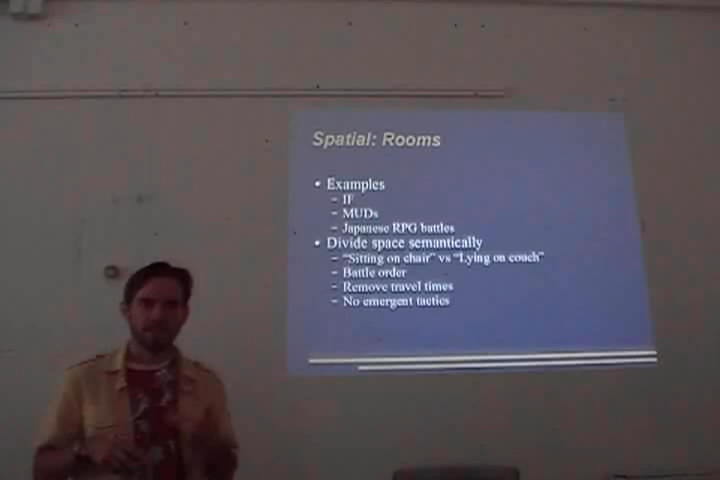 Spatial: Rooms
• Examples
– IF
– MUDs
– Japanese RPG battles
• Divide space semantically
– “Sitting on chair” vs “Lying on couch”
– Battle order
– Remove travel times
– No emergent tactics